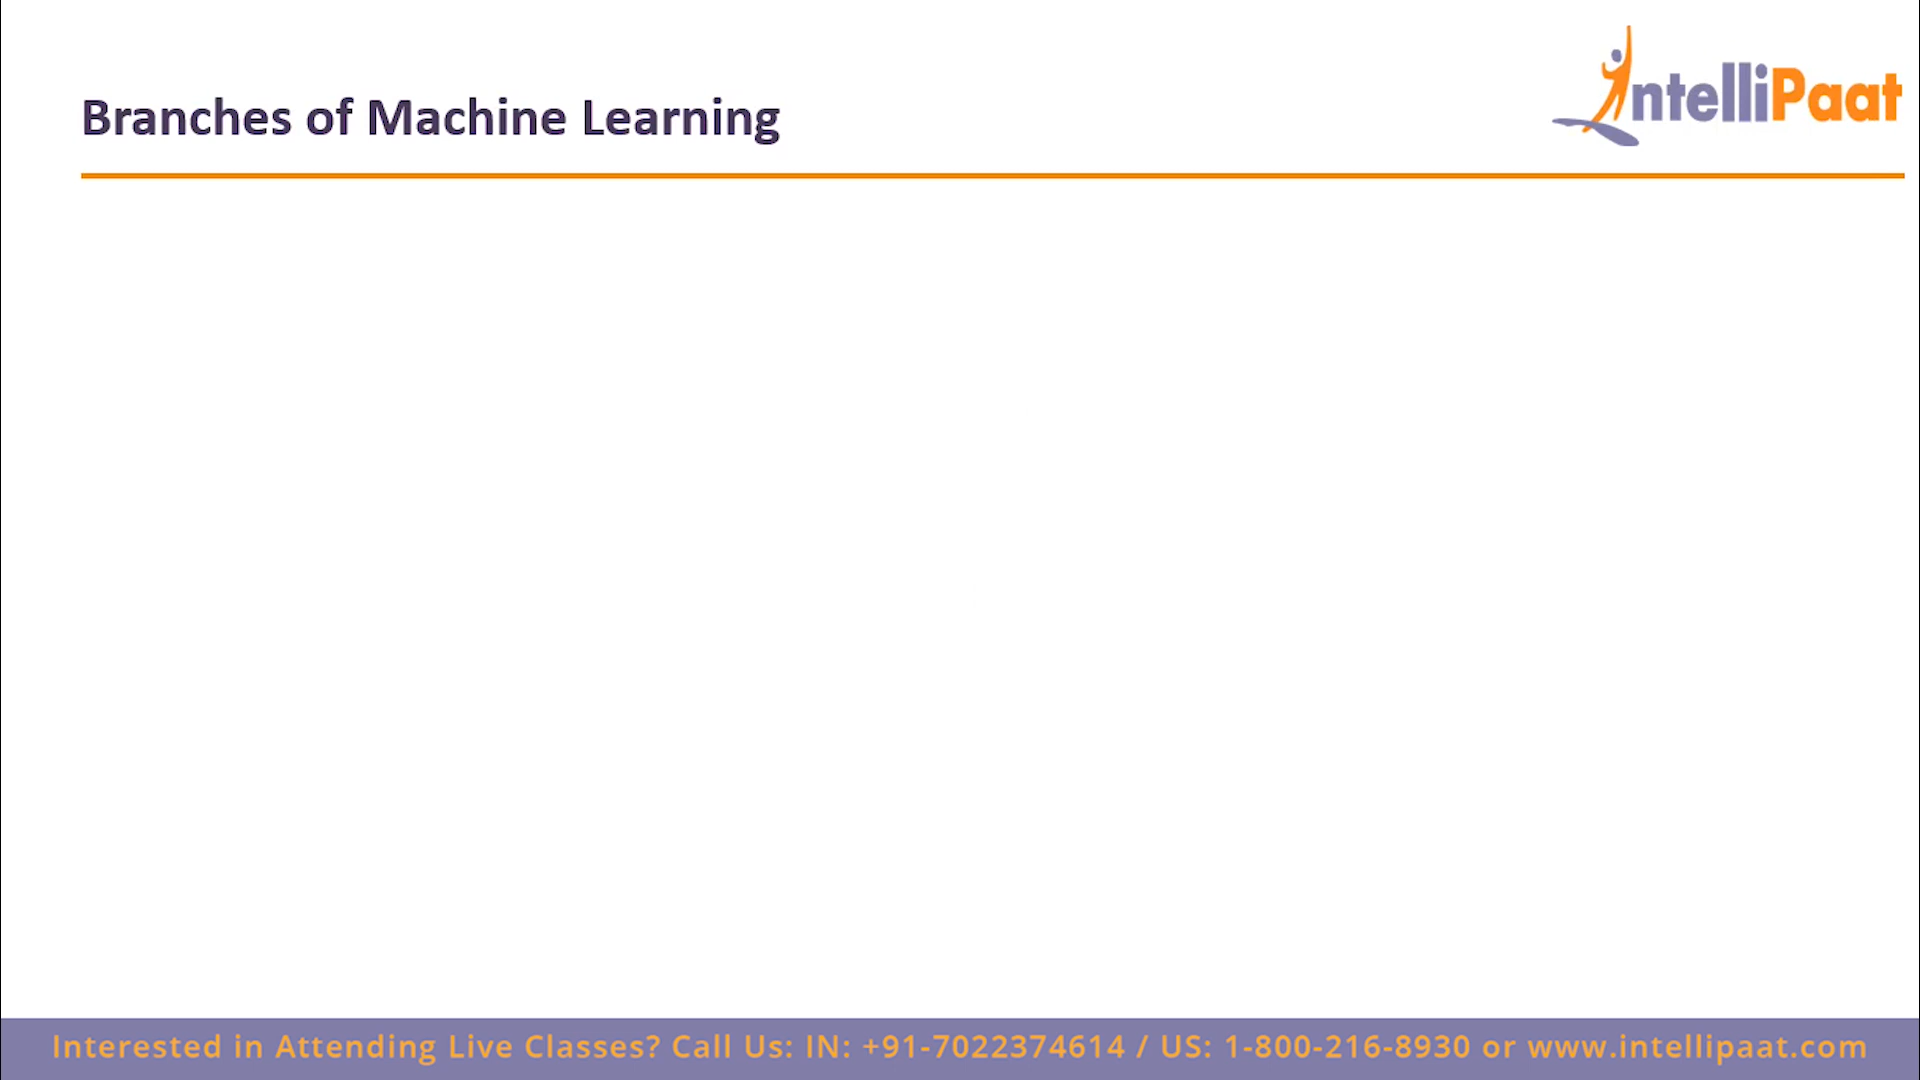 IntelliPaat
Branches of Machine Learning
Interested in Attending Live Classes? Call Us: IN: +91-7022374614 / US: 1-800-216-8930 or www.intellipaat.com